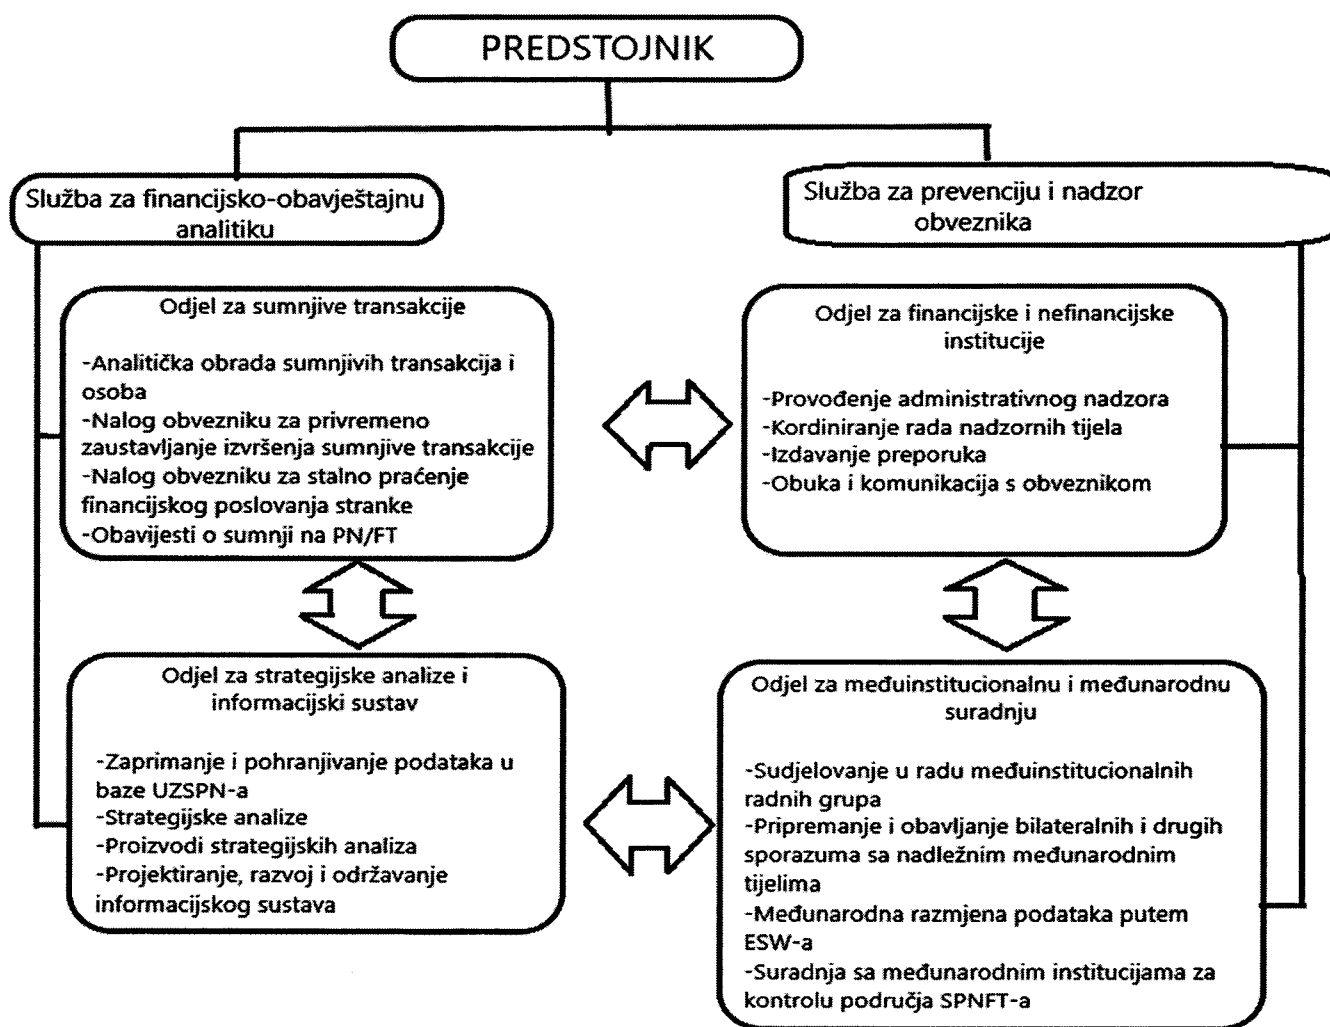 PREDSTOJNIK
Služba za financijsko-obavještajnu
analitiku
Služba za prevenciju i nadzor
obveznika
Odjel za sumnjive transakcije
-Analitička obrada sumnjivih transakcija i
osoba
-Nalog obvezniku za privremeno
zaustavljanje izvršenja sumnjive transakcije
-Nalog obvezniku za stalno praćenje
financijskog poslovanja stranke
-Obavijesti o sumnji na PN/FT
Odjel za financijske i nefinancijske
institucije
-Provođenje administrativnog nadzora
-Kordiniranje rada nadzornih tijela
-Izdavanje preporuka
-Obuka i komunikacija s obveznikom
Odjel za strategijske analize i
informacijski sustav
-Zaprimanje i pohranjivanje podataka u
baze UZSPN-a
-Strategijske analize
-Proizvodi strategijskih analiza
-Projektiranje, razvoj i održavanje
informacijskog sustava
Odjel za međuinstitucionalnu i međunarodnu
suradnju
-Sudjelovanje u radu međuinstitucionalnih
radnih grupa
-Pripremanje i obavljanje bilateralnih i drugih
sporazuma sa nadležnim međunarodnim
tijelima
-Međunarodna razmjena podataka putem
ESW-a
-Suradnja sa međunarodnim institucijama za
kontrolu područja SPNFT-a